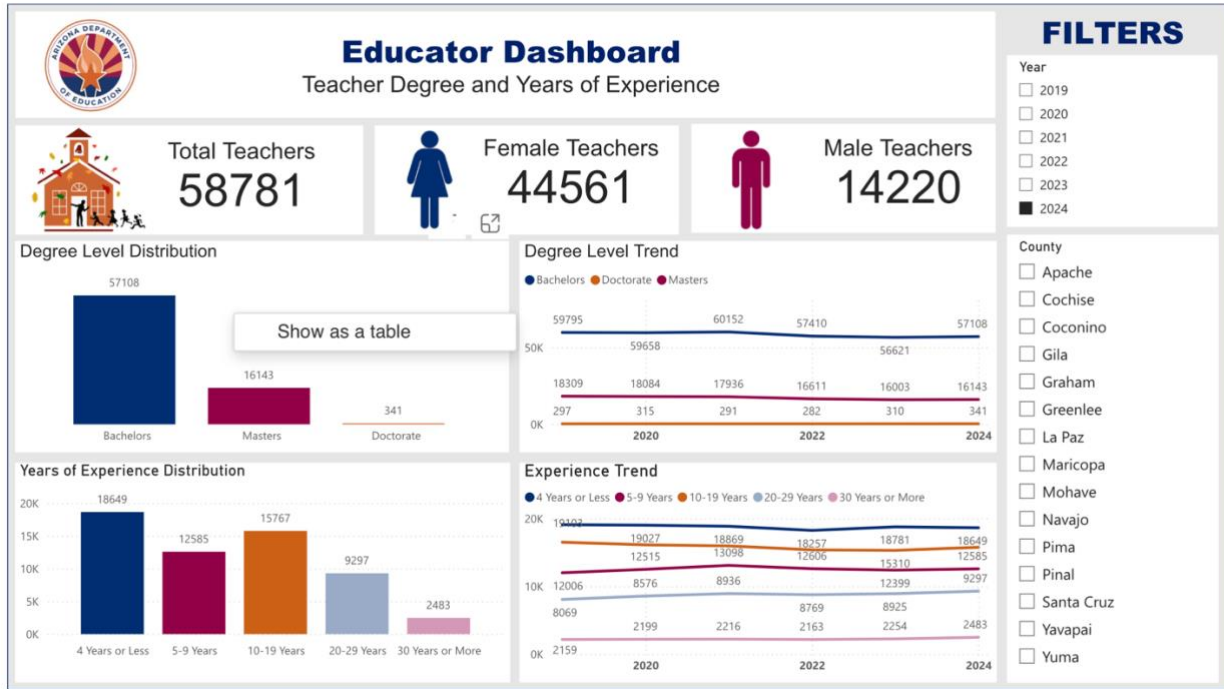 ARIZONA DEPARTMENT
OF EDUCATION
Educator Dashboard
Teacher Degree and Years of Experience
Total Teachers
58781
Female Teachers
44561
Male Teachers
14220
Degree Level Distribution
57108
16143
341
Bachelors Masters Doctorate
Show as a table
Degree Level Trend
Bachelors Doctorate Masters
59795 60152 57410 57108
50K
59658 56621
18309 18084 17936 16611 16003 16143
297 315 291 282 310 341
0K
2020 2022 2024
Years of Experience Distribution
20K
15K
10K
5K
0K
18649 12585 15767 9297 2483
4 Years or Less 5-9 Years 10-19 Years 20-29 Years 30 Years or More
Experience Trend
4 Years or Less 5-9 Years 10-19 Years 20-29 Years 30 Years or More
20K
19103
19027 18869 18257 18781 18649
12515 13098 12606 15310 12585
10K
12006 8576 8936 12399 9297
8069 8769 8925
2199 2216 2163 2254 2483
0K 2159
2020 2022 2024
FILTERS
Year
2019
2020
2021
2022
2023
2024
County
Apache
Cochise
Coconino
Gila
Graham
Greenlee
La Paz
Maricopa
Mohave
Navajo
Pima
Pinal
Santa Cruz
Yavapai
Yuma